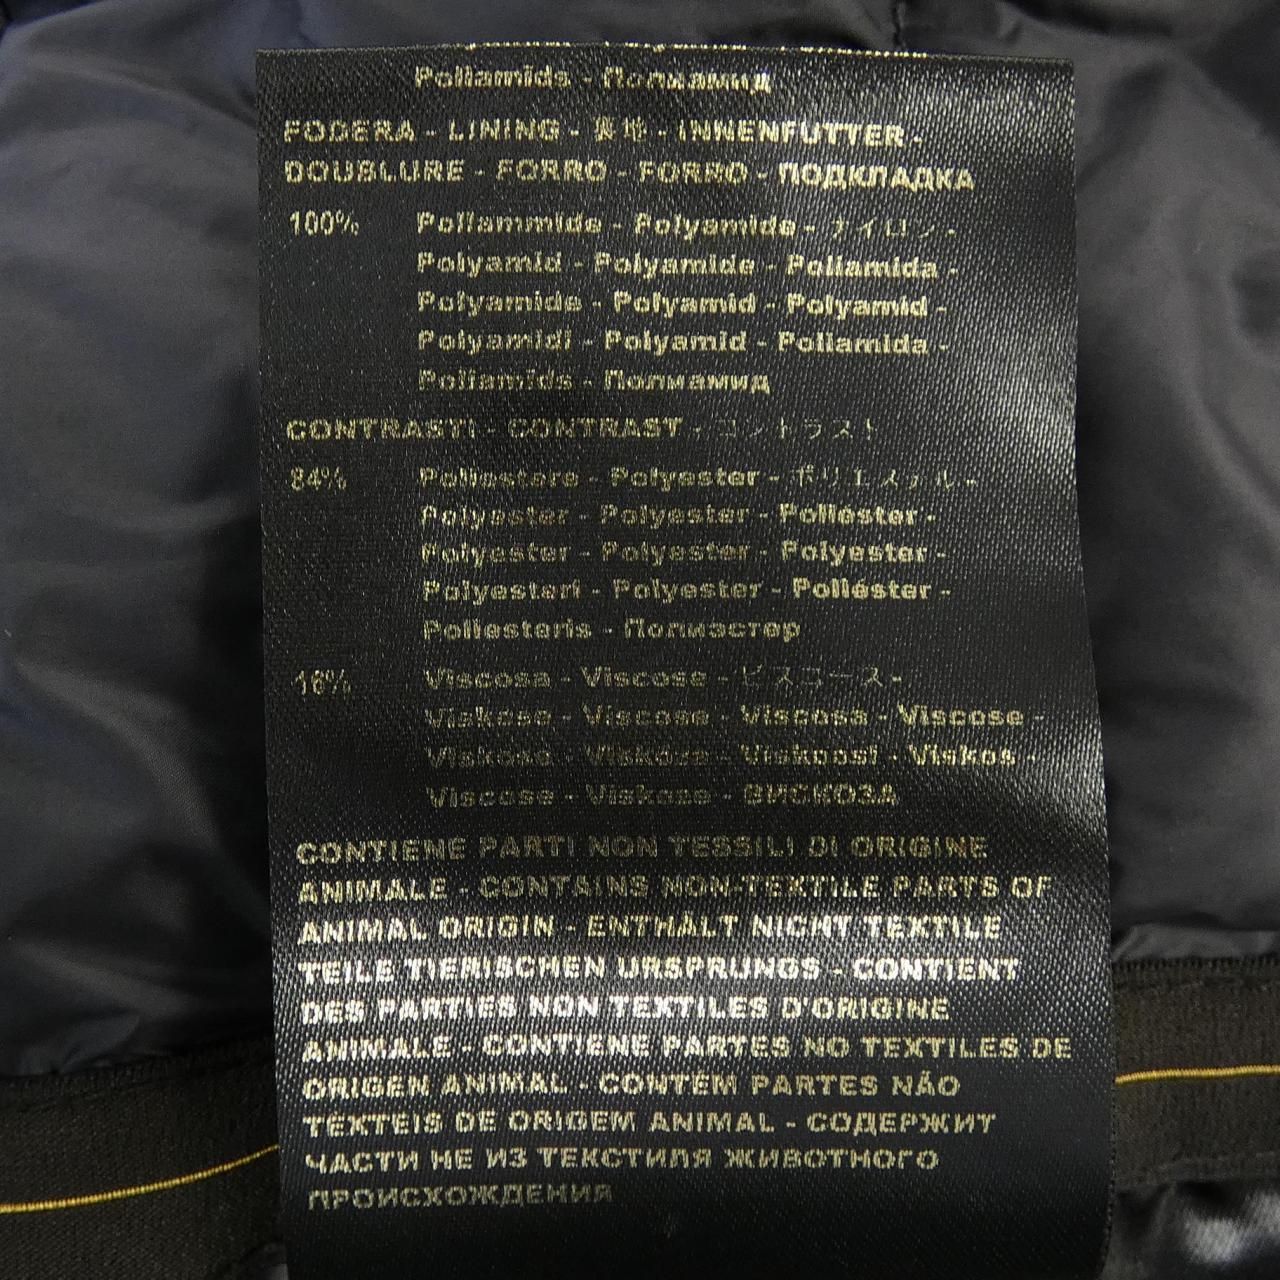 Poliamīds - Полиамид
FODERA - LINING - 裏地 - INNENFUTTER -
DOUBLURE - FORRO - FORRO - ПОДКЛАДКА
100% Poliammide - Polyamide - ナイロン -
Polyamid - Polyamide - Poliamida -
Polyamide - Polyamid - Polyamid -
Polyamidi - Polyamid - Poliamida -
Poliamīds - Полиамид
CONTRASTI - CONTRAST - コントラスト
84% Poliestere - Polyester - ポリエステル -
Polyester - Polyester - Poliéster -
Polyester - Polyester - Polyester -
Polyesteri - Polyester - Poliéster -
Poliesteris - Полиэстер
16% Viscosa - Viscose - ビスコース -
Viskose - Viscose - Viscosa - Viscose -
Viskose - Viskoze - Viskoosi - Viskos -
Viscose - Viskoze - ВИСКОЗА
CONTIENE PARTI NON TESSILI DI ORIGINE
ANIMALE - CONTAINS NON-TEXTILE PARTS OF
ANIMAL ORIGIN - ENTHÄLT NICHT TEXTILE
TEILE TIERISCHEN URSPRUNGS - CONTIENT
DES PARTIES NON TEXTILES D'ORIGINE
ANIMALE - CONTIENE PARTES NO TEXTILES DE
ORIGEN ANIMAL - CONTÉM PARTES NÃO
TÊXTEIS DE ORIGEM ANIMAL - СОДЕРЖИТ
ЧАСТИ НЕ ИЗ ТЕКСТИЛЯ ЖИВОТНОГО
ПРОИСХОЖДЕНИЯ